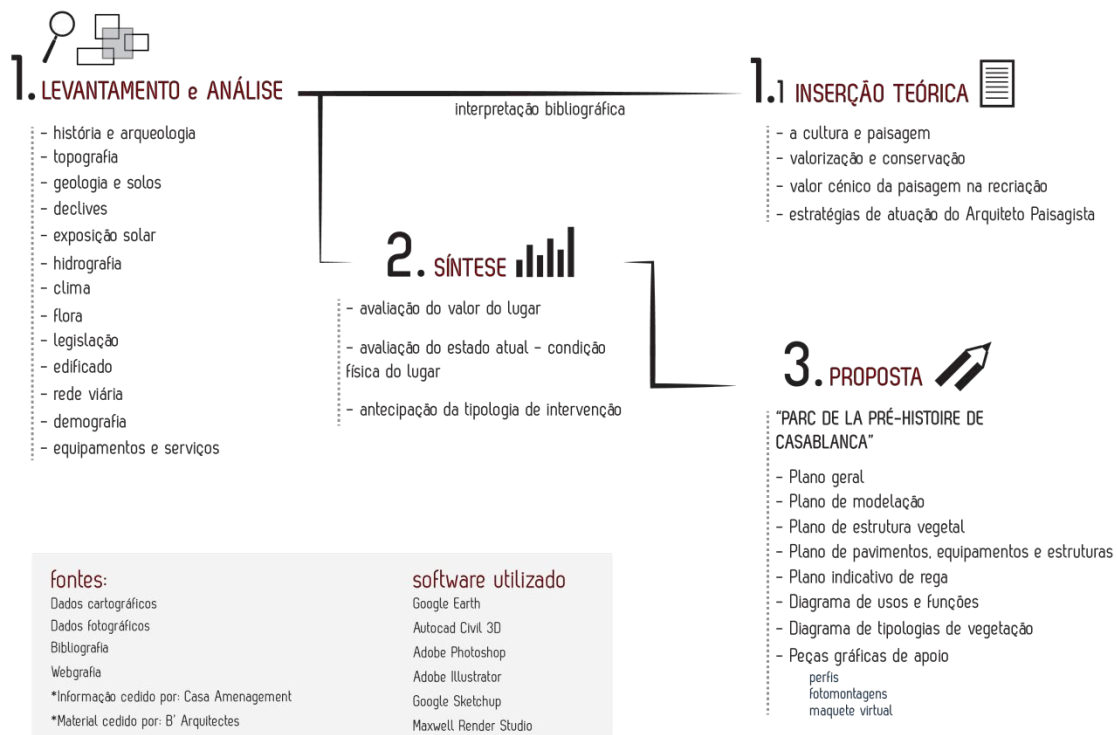 1. LEVANTAMENTO e ANÁLISE
- história e arqueologia
- topografia
- geologia e solos
- declives
- exposição solar
- hidrografia
- clima
- flora
- legislação
- edificado
- rede viária
- demografia
- equipamentos e serviços
interpretação bibliográfica
1.1 INSERÇÃO TEÓRICA
- a cultura e paisagem
- valorização e conservação
- valor cénico da paisagem na recriação
- estratégias de atuação do Arquiteto Paisagista
2. SÍNTESE
- avaliação do valor do lugar
- avaliação do estado atual - condição
física do lugar
- antecipação da tipologia de intervenção
3. PROPOSTA
"PARC DE LA PRÉ-HISTOIRE DE
CASABLANCA"
- Plano geral
- Plano de modelação
- Plano de estrutura vegetal
- Plano de pavimentos, equipamentos e estruturas
- Plano indicativo de rega
- Diagrama de usos e funções
- Diagrama de tipologias de vegetação
- Peças gráficas de apoio
perfis
fotomontagens
maquete virtual
fontes:
Dados cartográficos
Dados fotográficos
Bibliografia
Webgrafia
*Informação cedido por: Casa Amenagement
*Material cedido por: B' Arquitectes
software utilizado
Google Earth
Autocad Civil 3D
Adobe Photoshop
Adobe Illustrator
Google Sketchup
Maxwell Render Studio